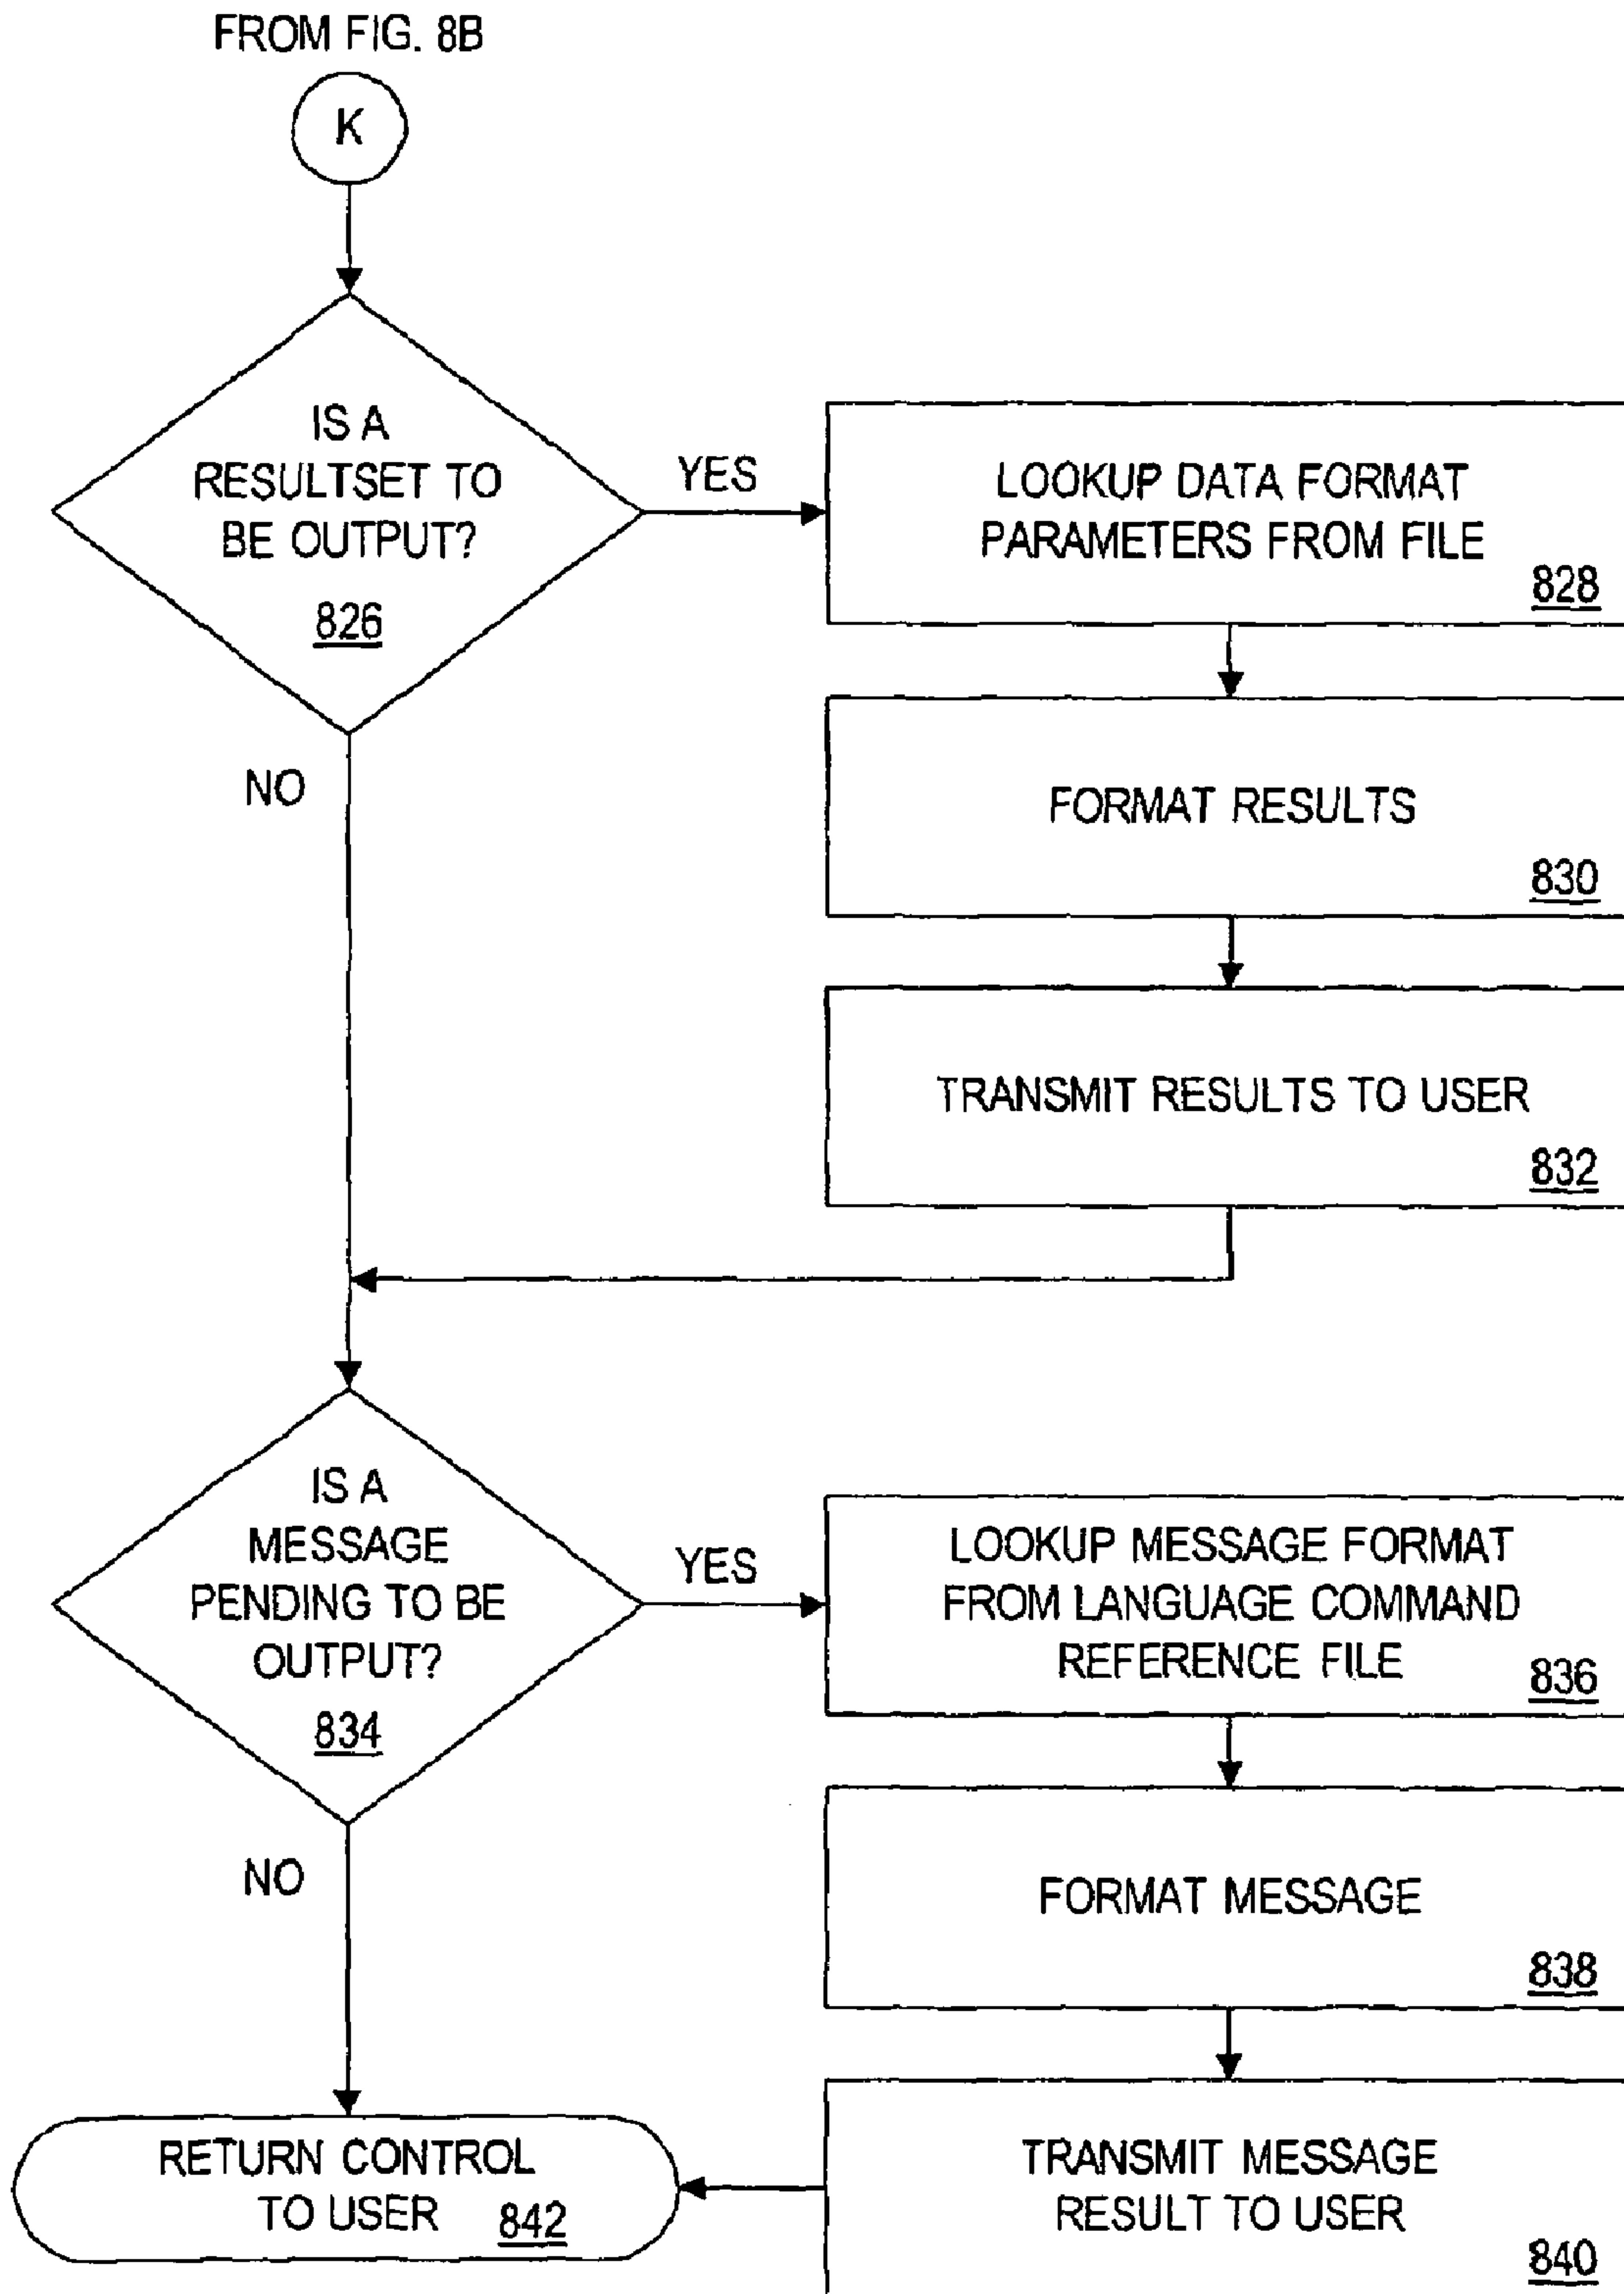 FROM FIG. 8B
K
IS A
RESULTSET TO
BE OUTPUT?
826
YES
LOOKUP DATA FORMAT
PARAMETERS FROM FILE
828
NO
FORMAT RESULTS
830
TRANSMIT RESULTS TO USER
832
IS A
MESSAGE
PENDING TO BE
OUTPUT?
834
YES
LOOKUP MESSAGE FORMAT
FROM LANGUAGE COMMAND
REFERENCE FILE
836
NO
FORMAT MESSAGE
838
RETURN CONTROL
TO USER 842
TRANSMIT MESSAGE
RESULT TO USER
840